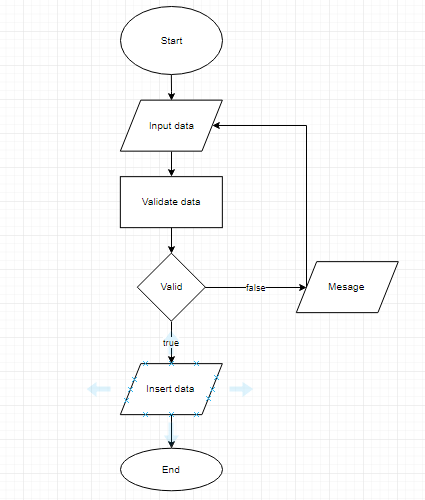 Start
Input data
Validate data
Valid
false
Mesage
true
Insert data
End